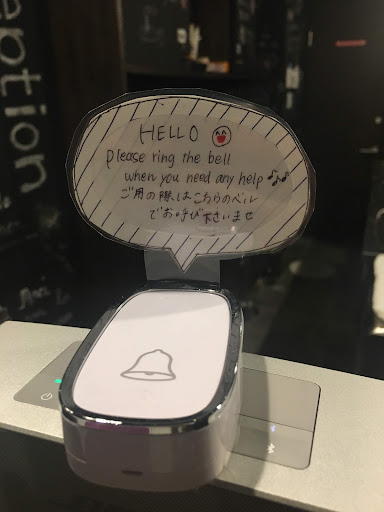 HELLO
please ring the bell
when you need any help
ご用の際はこちらのベル
でお呼び下さいませ
eption